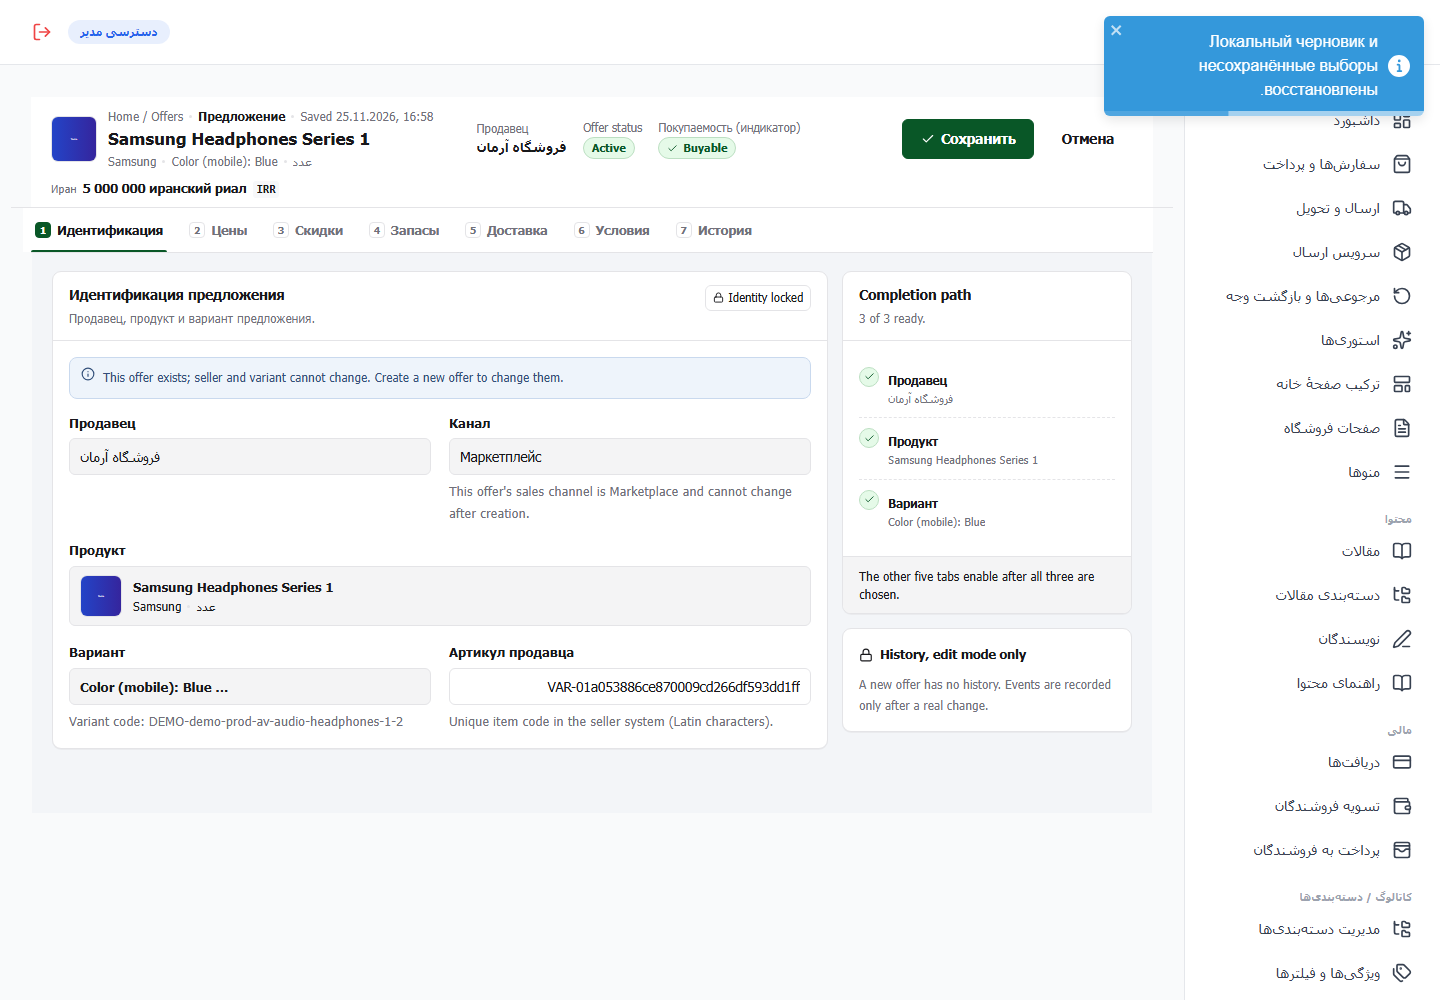 دسترسی مدیر
Локальный черновик и
несохранённые выборы
восстановлены.
Home / Offers · Предложение · Saved 25.11.2026, 16:58
Samsung Headphones Series 1
Samsung · Color (mobile): Blue · عدد
Продавец
فروشگاه آرمان
Offer status
Active
Покупаемость (индикатор)
Buyable
Сохранить
Отмена
Иран 5 000 000 иранский риал IRR
1 Идентификация
2 Цены
3 Скидки
4 Запасы
5 Доставка
6 Условия
7 История
Идентификация предложения
Продавец, продукт и вариант предложения.
Identity locked
This offer exists; seller and variant cannot change. Create a new offer to change them.
Продавец
فروشگاه آرمان
Канал
Маркетплейс
This offer's sales channel is Marketplace and cannot change
after creation.
Продукт
Samsung Headphones Series 1
Samsung · عدد
Вариант
Color (mobile): Blue ...
Variant code: DEMO-demo-prod-av-audio-headphones-1-2
Артикул продавца
VAR-01a053886ce870009cd266df593dd1ff
Unique item code in the seller system (Latin characters).
Completion path
3 of 3 ready.
Продавец
فروشگاه آرمان
Продукт
Samsung Headphones Series 1
Вариант
Color (mobile): Blue
The other five tabs enable after all three are
chosen.
History, edit mode only
A new offer has no history. Events are recorded
only after a real change.
داشبورد
سفارش‌ها و پرداخت
ارسال و تحویل
سرویس ارسال
مرجوعی‌ها و بازگشت وجه
استوری‌ها
ترکیب صفحهٔ خانه
صفحات فروشگاه
منوها
محتوا
مقالات
دسته‌بندی مقالات
نویسندگان
راهنمای محتوا
مالی
دریافت‌ها
تسویه فروشندگان
پرداخت به فروشندگان
کاتالوگ / دسته‌بندی‌ها
مدیریت دسته‌بندی‌ها
ویژگی‌ها و فیلترها